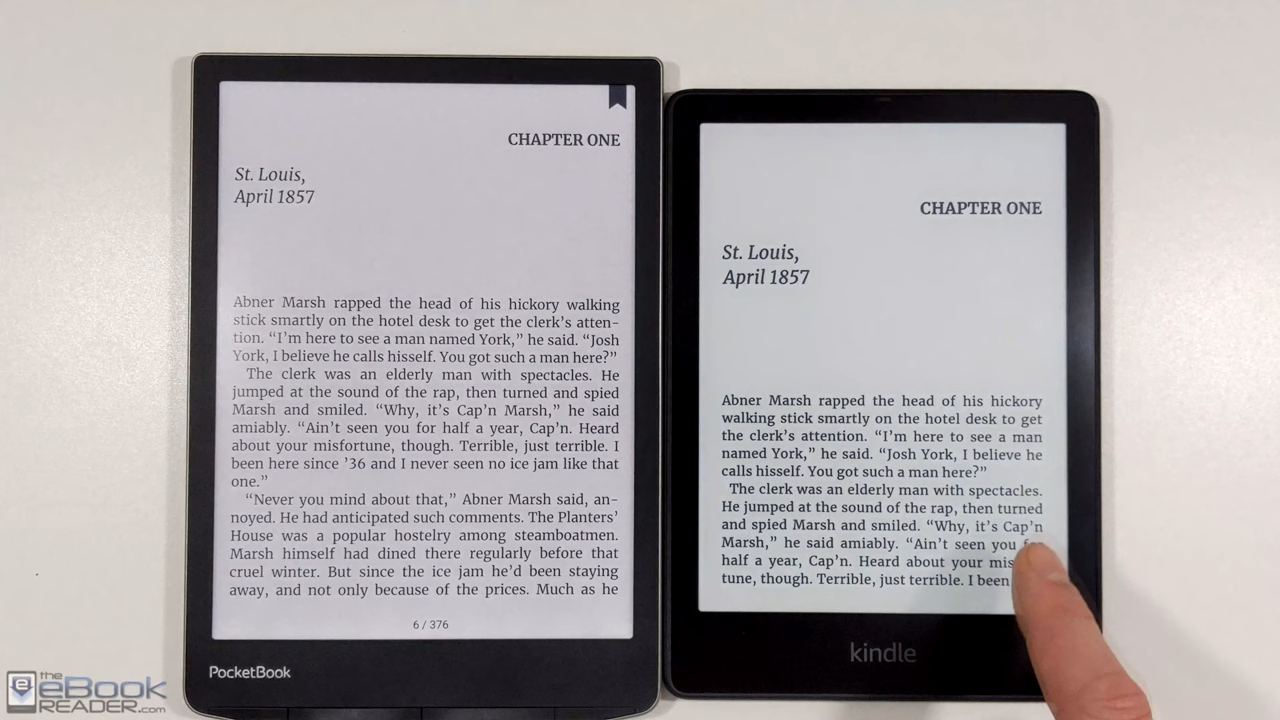 CHAPTER ONE
St. Louis,
April 1857
Abner Marsh rapped the head of his hickory walking
stick smartly on the hotel desk to get the clerk’s atten-
tion. “I’m here to see a man named York,” he said. “Josh
York, I believe he calls hisself. You got such a man here?”
The clerk was an elderly man with spectacles. He
jumped at the sound of the rap, then turned and spied
Marsh and smiled. “Why, it’s Cap’n Marsh,” he said
amiably. “Ain’t seen you for half a year, Cap’n. Heard
about your misfortune, though. Terrible, just terrible. I
been here since ’36 and I never seen no ice jam like that
one.”
“Never you mind about that,” Abner Marsh said, an-
noyed. He had anticipated such comments. The Planters’
House was a popular hostelry among steamboatmen.
Marsh himself had dined there regularly before that
cruel winter. But since the ice jam he’d been staying
away, and not only because of the prices. Much as he
6 / 376
PocketBook
CHAPTER ONE
St. Louis,
April 1857
Abner Marsh rapped the head of his hickory
walking stick smartly on the hotel desk to get
the clerk’s attention. “I’m here to see a man
named York,” he said. “Josh York, I believe he
calls hisself. You got such a man here?”
The clerk was an elderly man with spectacles.
He jumped at the sound of the rap, then turned
and spied Marsh and smiled. “Why, it’s Cap’n
Marsh,” he said amiably. “Ain’t seen you
half a year, Cap’n. Heard about your mis
tune, though. Terrible, just terrible. I been
kindle
the
eBook
READER.com